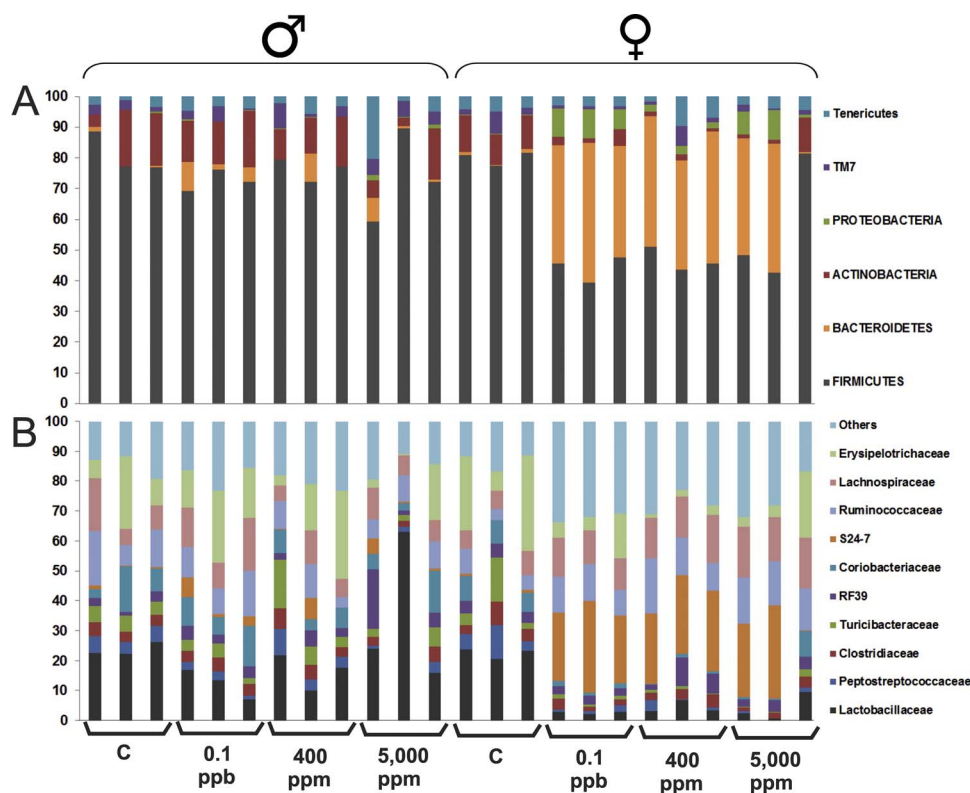 ♂ ♀
A
100
90
80
70
60
50
40
30
20
10
0
Tenericutes
TM7
PROTEOBACTERIA
ACTINOBACTERIA
BACTEROIDETES
FIRMICUTES
B
100
90
80
70
60
50
40
30
20
10
0
Others
Erysipelotrichaceae
Lachnospiraceae
Ruminococcaceae
S24-7
Coriobacteriaceae
RF39
Turicibacteraceae
Clostridiaceae
Peptostreptococcaceae
Lactobacillaceae
C 0.1 400 5,000 C 0.1 400 5,000
ppb ppm ppm ppb ppm ppm